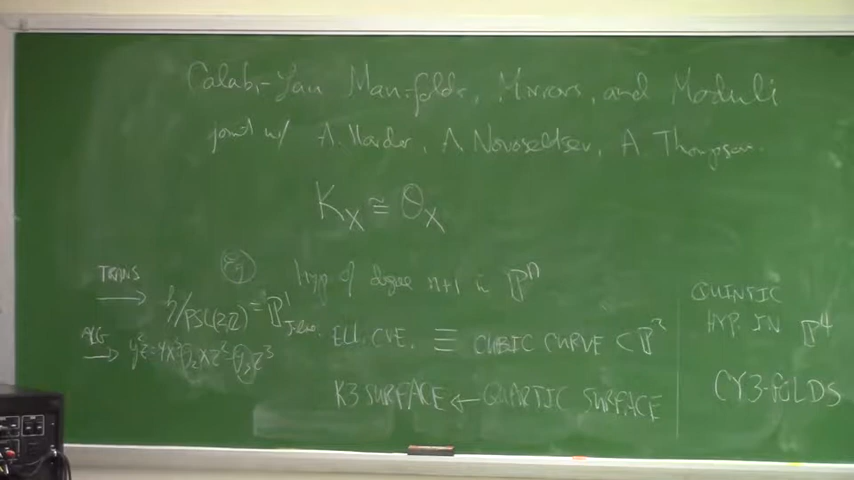 Calabi-Yau Manifolds, Mirrors, and Moduli
joint w/ A. Harder, A. Novoseltsev, A Thompson.
K_X ≅ O_X
Eg hyp of degree n+1 in P^n
TRANS → h/PSL(2,Z) = P^1
ELL. CVE. ≡ CUBIC CURVE ⊂ P^2
ALG → y^2z = 4x^3 - g_2xz^2 - g_3z^3
K3 SURFACE ← QUARTIC SURFACE
QUINTIC
HYP. IN P^4
CY3-FOLDS